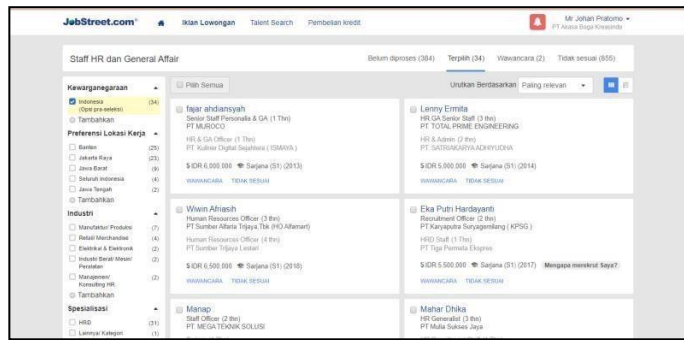 JobStreet.com
Iklan Lowongan
Talent Search
Pembelian kredit
Mr Johan Pratomo
PT Akasa Boga Kreasindo
Staff HR dan General Affair
Belum diproses (384)
Terpilih (34)
Wawancara (2)
Tidak sesuai (855)
Kewarganegaraan
Indonesia (34)
(Opsi pra-seleksi)
Tambahkan
Preferensi Lokasi Kerja
Banten (25)
Jakarta Raya (23)
Jawa Barat (9)
Seluruh Indonesia (4)
Jawa Tengah (2)
Tambahkan
Industri
Manufaktur/ Produksi (7)
Retail/ Merchandise (4)
Elektrikal & Elektronik (2)
Industri Berat/ Mesin/ (2)
Peralatan
Manajemen/ (2)
Konsulting HR
Tambahkan
Spesialisasi
HRD (31)
Lainnya/ Kategori (1)
Pilih Semua
Urutkan Berdasarkan
Paling relevan
fajar ahdiansyah
Senior Staff Personalia & GA (1 Thn)
PT MUROCO
HR & GA Officer (1 Thn)
PT. Kuliner Digital Sejahtera ( ISMAYA )
$ IDR 6,000,000 Sarjana (S1) (2013)
WAWANCARA TIDAK SESUAI
Lenny Ermita
HR GA Senior Staff (3 thn)
PT. TOTAL PRIME ENGINEERING
HR & Admin (3 thn)
PT. SATRIAKARYA ADHIYUDHA
$ IDR 5,000,000 Sarjana (S1) (2014)
WAWANCARA TIDAK SESUAI
Wiwin Afriasih
Human Resources Officer (3 thn)
PT Sumber Alfaria Trijaya.Tbk (HO Alfamart)
Human Resources Officer (4 thn)
PT Sumber Trijaya Lestari
$ IDR 6,500,000 Sarjana (S1) (2018)
WAWANCARA TIDAK SESUAI
Eka Putri Hardayanti
Recruitment Officer (2 thn)
PT Karyaputra Suryagemilang ( KPSG )
HRD Staff (1 Thn)
PT Tiga Permata Ekspres
$ IDR 5,500,000 Sarjana (S1) (2017) Mengapa merekrut Saya?
WAWANCARA TIDAK SESUAI
Manap
Staff Officer (2 thn)
PT. MEGA TEKNIK SOLUSI
Mahar Dhika
HR Generalist (2 thn)
PT Mulia Sukses Jaya